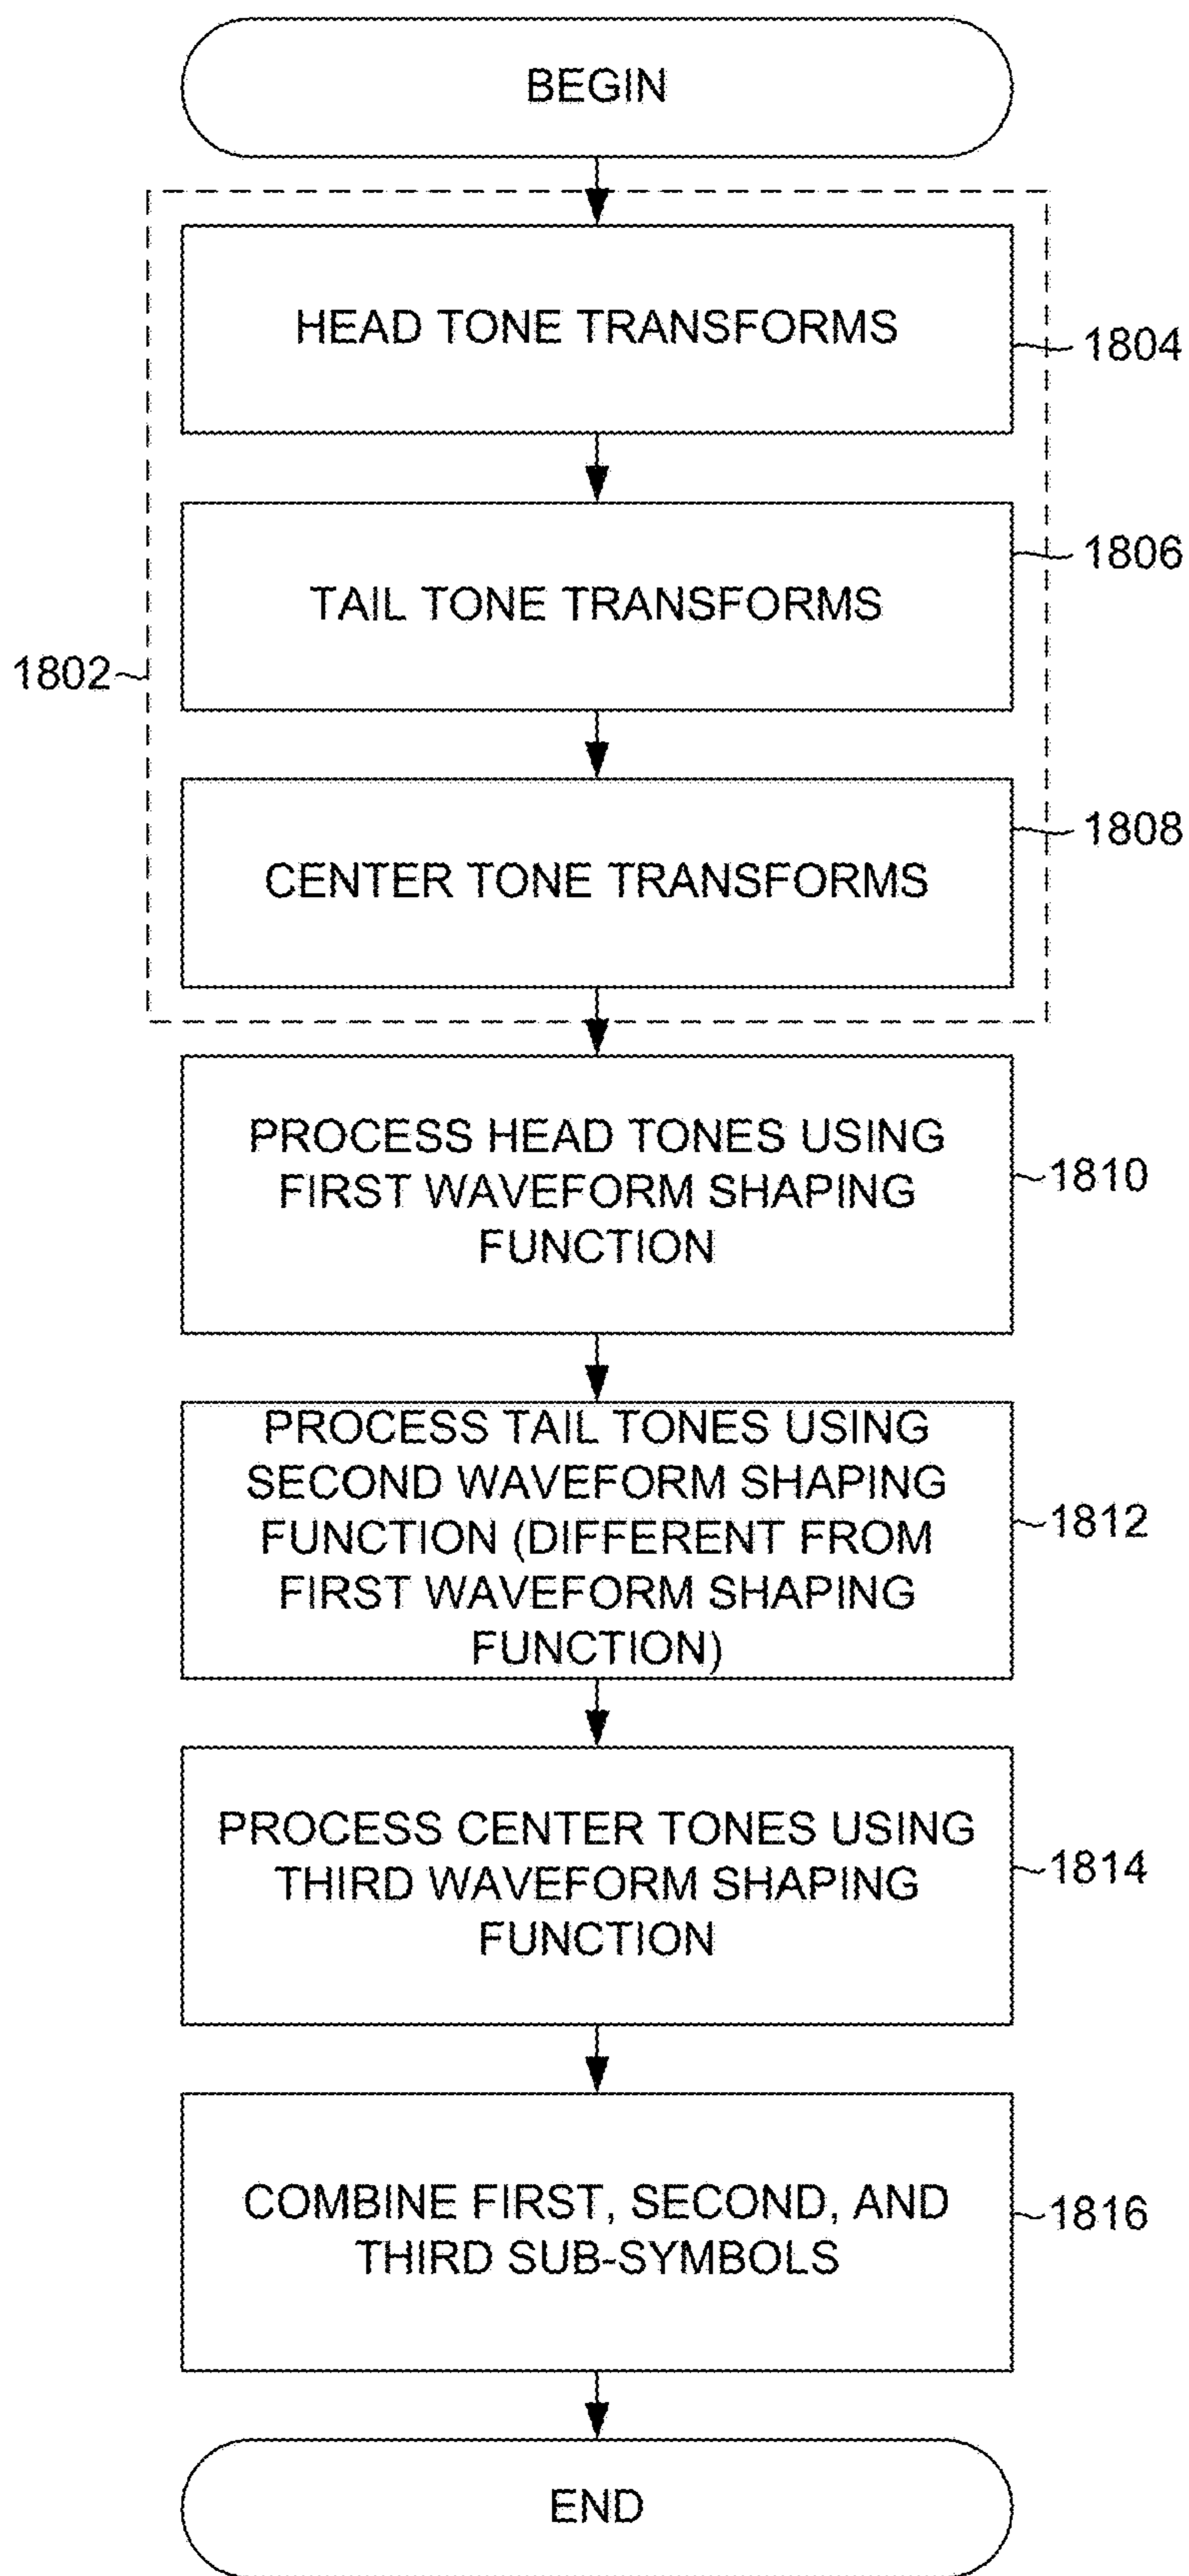 BEGIN
HEAD TONE TRANSFORMS
1804
TAIL TONE TRANSFORMS
1806
1802
CENTER TONE TRANSFORMS
1808
PROCESS HEAD TONES USING
FIRST WAVEFORM SHAPING
FUNCTION
1810
PROCESS TAIL TONES USING
SECOND WAVEFORM SHAPING
FUNCTION (DIFFERENT FROM
FIRST WAVEFORM SHAPING
FUNCTION)
1812
PROCESS CENTER TONES USING
THIRD WAVEFORM SHAPING
FUNCTION
1814
COMBINE FIRST, SECOND, AND
THIRD SUB-SYMBOLS
1816
END